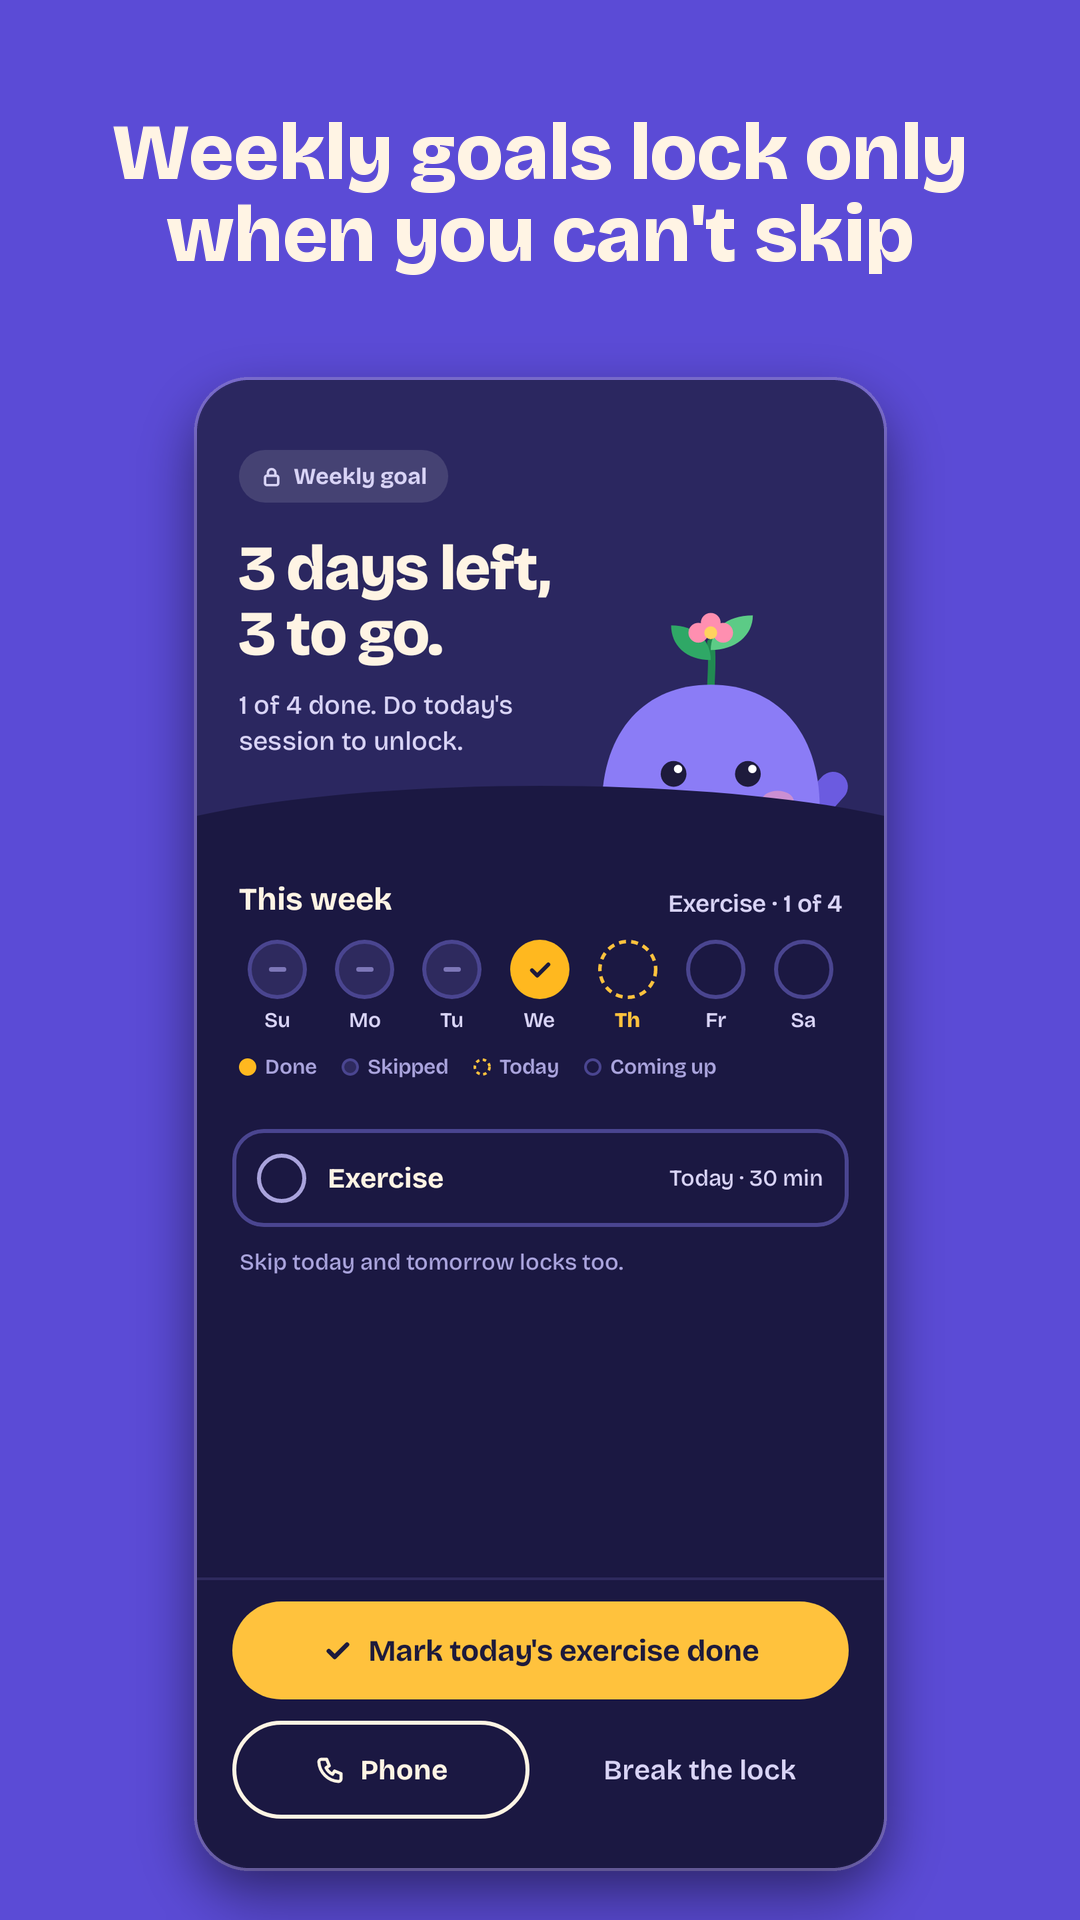 Weekly goals lock only
when you can't skip
Weekly goal
3 days left,
3 to go.
1 of 4 done. Do today's
session to unlock.
This week
Exercise · 1 of 4
Su Mo Tu We Th Fr Sa
Done Skipped Today Coming up
Exercise
Today · 30 min
Skip today and tomorrow locks too.
Mark today's exercise done
Phone
Break the lock